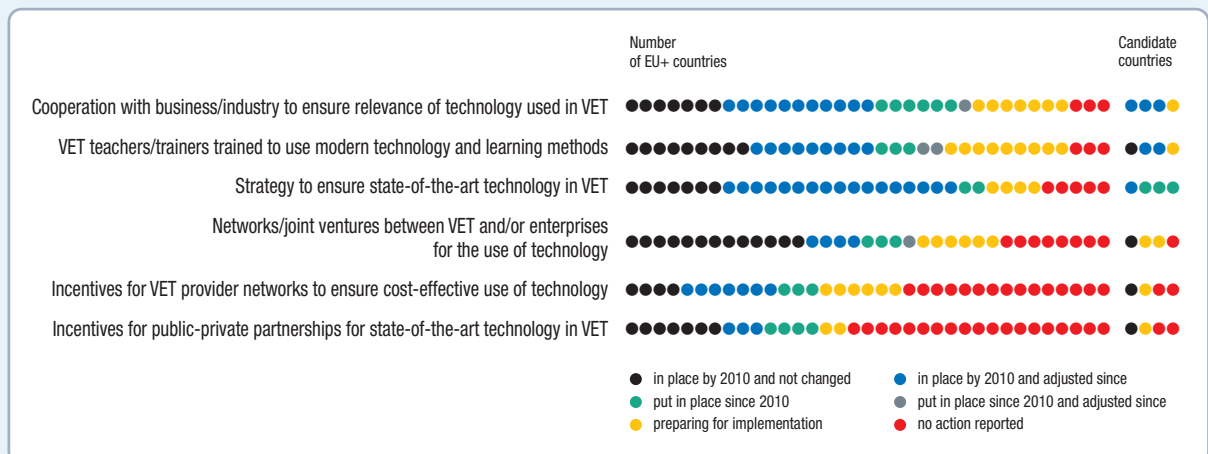 Number
of EU+ countries
Candidate
countries
Cooperation with business/industry to ensure relevance of technology used in VET
VET teachers/trainers trained to use modern technology and learning methods
Strategy to ensure state-of-the-art technology in VET
Networks/joint ventures between VET and/or enterprises
for the use of technology
Incentives for VET provider networks to ensure cost-effective use of technology
Incentives for public-private partnerships for state-of-the-art technology in VET
in place by 2010 and not changed
in place by 2010 and adjusted since
put in place since 2010
put in place since 2010 and adjusted since
preparing for implementation
no action reported